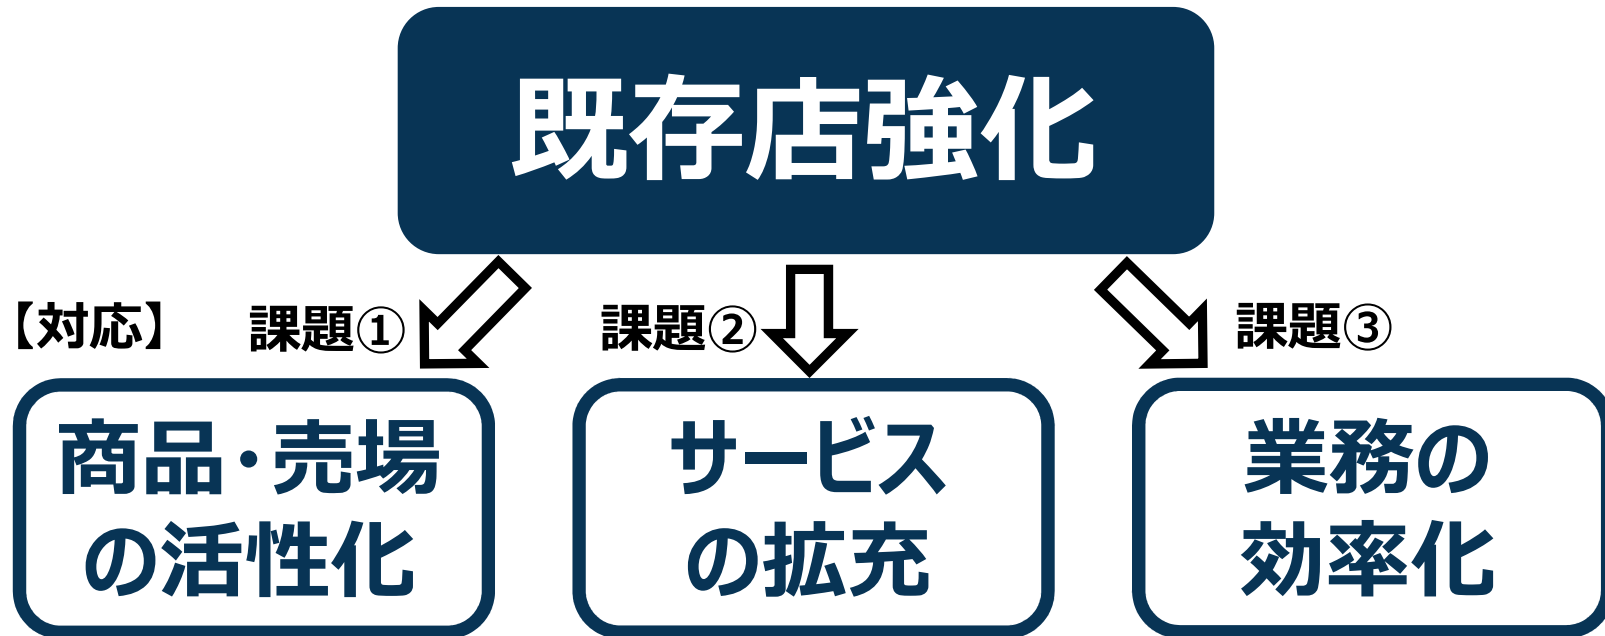 既存店強化
【対応】
課題①
課題②
課題③
商品・売場
の活性化
サービス
の拡充
業務の
効率化